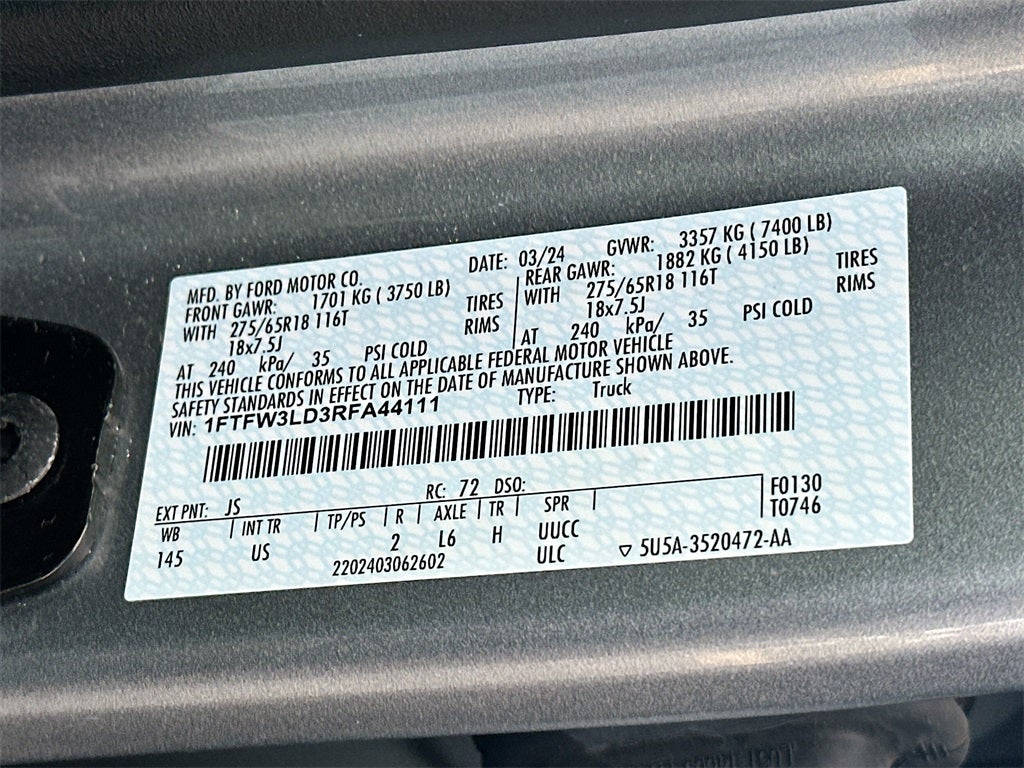 MFD. BY FORD MOTOR CO.
DATE: 03/24 GVWR: 3357 KG ( 7400 LB)
FRONT GAWR: 1701 KG ( 3750 LB)
WITH 275/65R18 116T TIRES
18x7.5J RIMS
AT 240 kPa/ 35 PSI COLD
REAR GAWR: 1882 KG ( 4150 LB)
WITH 275/65R18 116T TIRES
18x7.5J RIMS
AT 240 kPa/ 35 PSI COLD
THIS VEHICLE CONFORMS TO ALL APPLICABLE FEDERAL MOTOR VEHICLE
SAFETY STANDARDS IN EFFECT ON THE DATE OF MANUFACTURE SHOWN ABOVE.
VIN: 1FTFW3LD3RFA44111 TYPE: Truck
EXT PNT: JS RC: 72 DSO: F0130
WB INT TR TP/PS R AXLE TR SPR T0746
145 US 2 L6 H UUCC
2202403062602 ULC 5U5A-3520472-AA